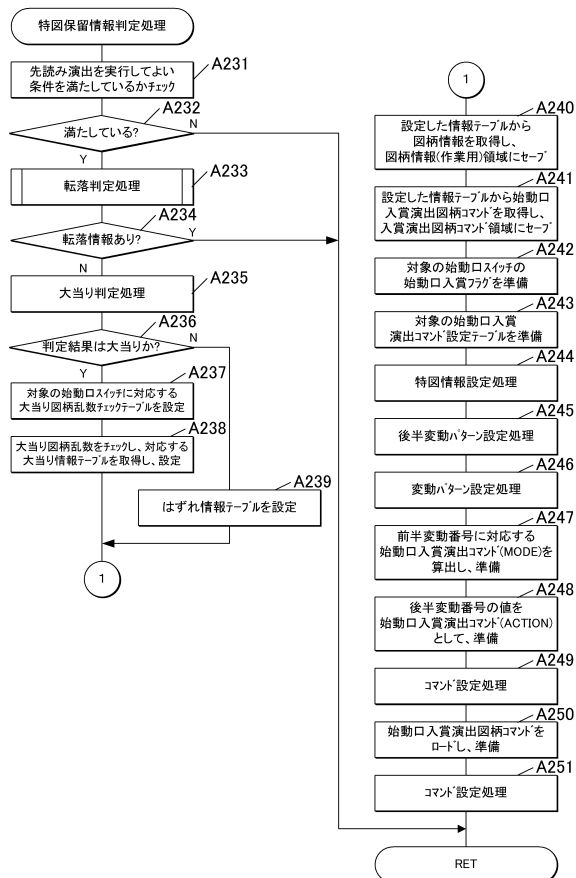 特図保留情報判定処理
A231
先読み演出を実行してよい
条件を満たしているかチェック
A232
満たしている?
N
Y
A233
転落判定処理
A234
転落情報あり?
Y
N
A235
大当り判定処理
A236
判定結果は大当りか?
N
Y
A237
対象の始動口スイッチに対応する
大当り図柄乱数チェックテーブルを設定
A238
大当り図柄乱数をチェックし、対応する
大当り情報テーブルを取得し、設定
A239
はずれ情報テーブルを設定
1
1
A240
設定した情報テーブルから
図柄情報を取得し、
図柄情報(作業用)領域にセーブ
A241
設定した情報テーブルから始動口
入賞演出図柄コマンドを取得し、
入賞演出図柄コマンド領域にセーブ
A242
対象の始動口スイッチの
始動口入賞フラグを準備
A243
対象の始動口入賞
演出コマンド設定テーブルを準備
A244
特図情報設定処理
A245
後半変動パターン設定処理
A246
変動パターン設定処理
A247
前半変動番号に対応する
始動口入賞演出コマンド(MODE)を
算出し、準備
A248
後半変動番号の値を
始動口入賞演出コマンド(ACTION)
として、準備
A249
コマンド設定処理
A250
始動口入賞演出図柄コマンドを
ロードし、準備
A251
コマンド設定処理
RET